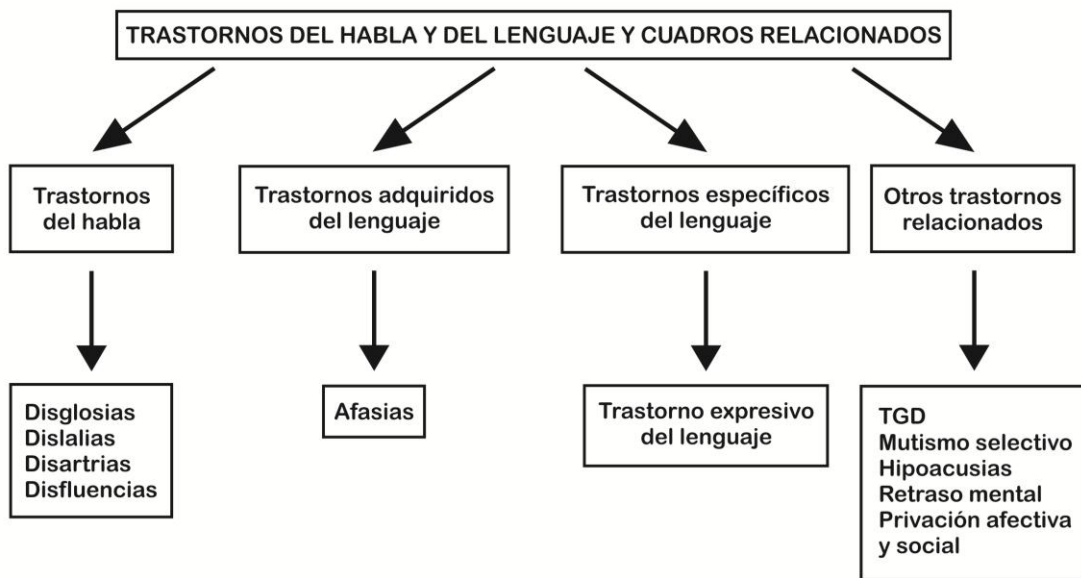 TRASTORNOS DEL HABLA Y DEL LENGUAJE Y CUADROS RELACIONADOS
Trastornos
del habla
Trastornos adquiridos
del lenguaje
Trastornos específicos
del lenguaje
Otros trastornos
relacionados
Disglosias
Dislalias
Disartrias
Disfluencias
Afasias
Trastorno expresivo
del lenguaje
TGD
Mutismo selectivo
Hipoacusias
Retraso mental
Privación afectiva
y social